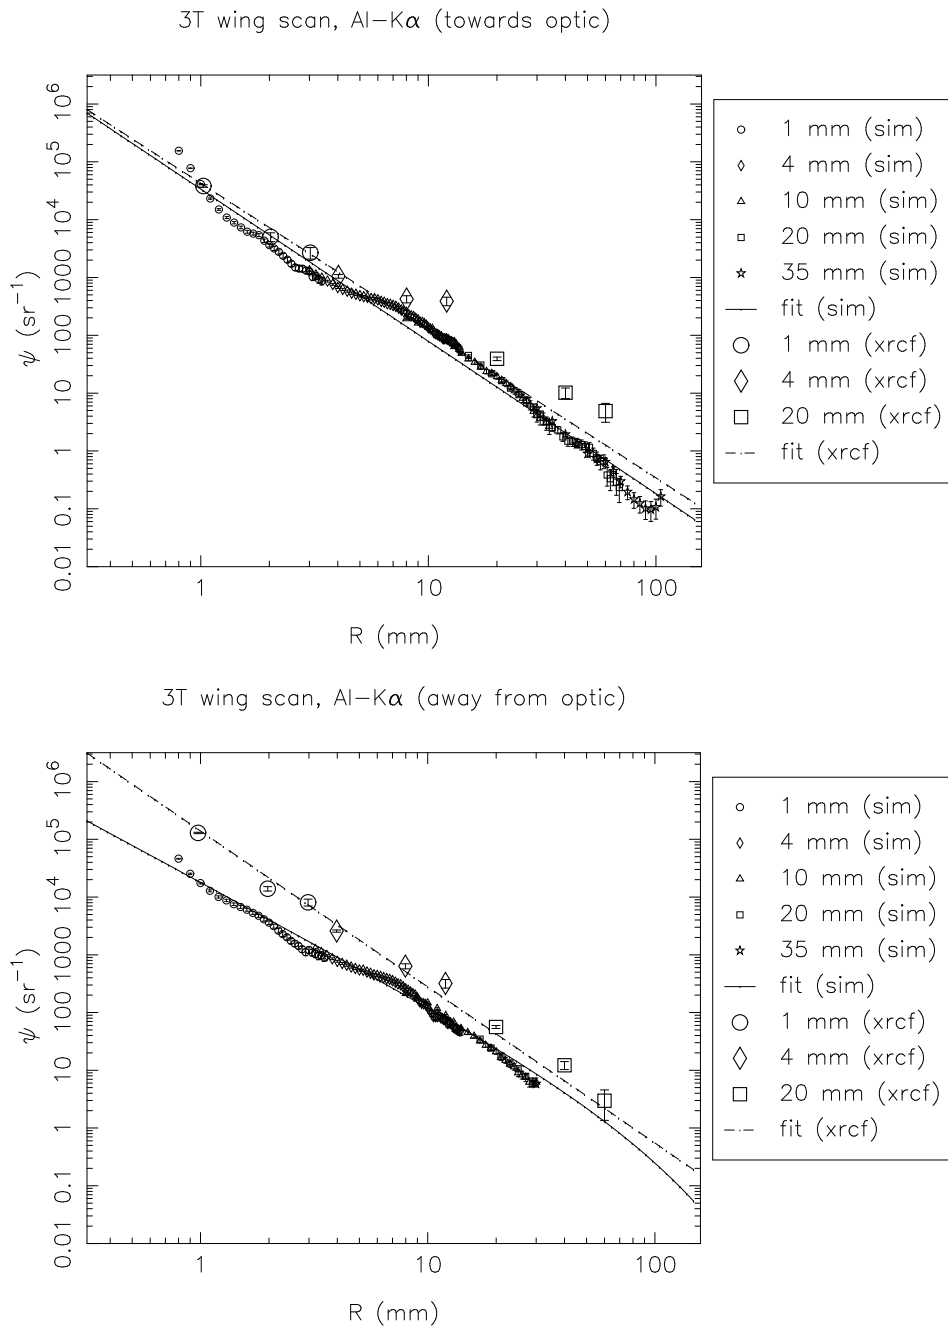 3T wing scan, Al−Kα (towards optic)
ψ (sr⁻¹)
10⁶
10⁵
10⁴
1000
100
10
1
0.1
0.01
1 10 100
R (mm)
1 mm (sim)
4 mm (sim)
10 mm (sim)
20 mm (sim)
35 mm (sim)
fit (sim)
1 mm (xrcf)
4 mm (xrcf)
20 mm (xrcf)
fit (xrcf)
3T wing scan, Al−Kα (away from optic)
ψ (sr⁻¹)
10⁶
10⁵
10⁴
1000
100
10
1
0.1
0.01
1 10 100
R (mm)
1 mm (sim)
4 mm (sim)
10 mm (sim)
20 mm (sim)
35 mm (sim)
fit (sim)
1 mm (xrcf)
4 mm (xrcf)
20 mm (xrcf)
fit (xrcf)